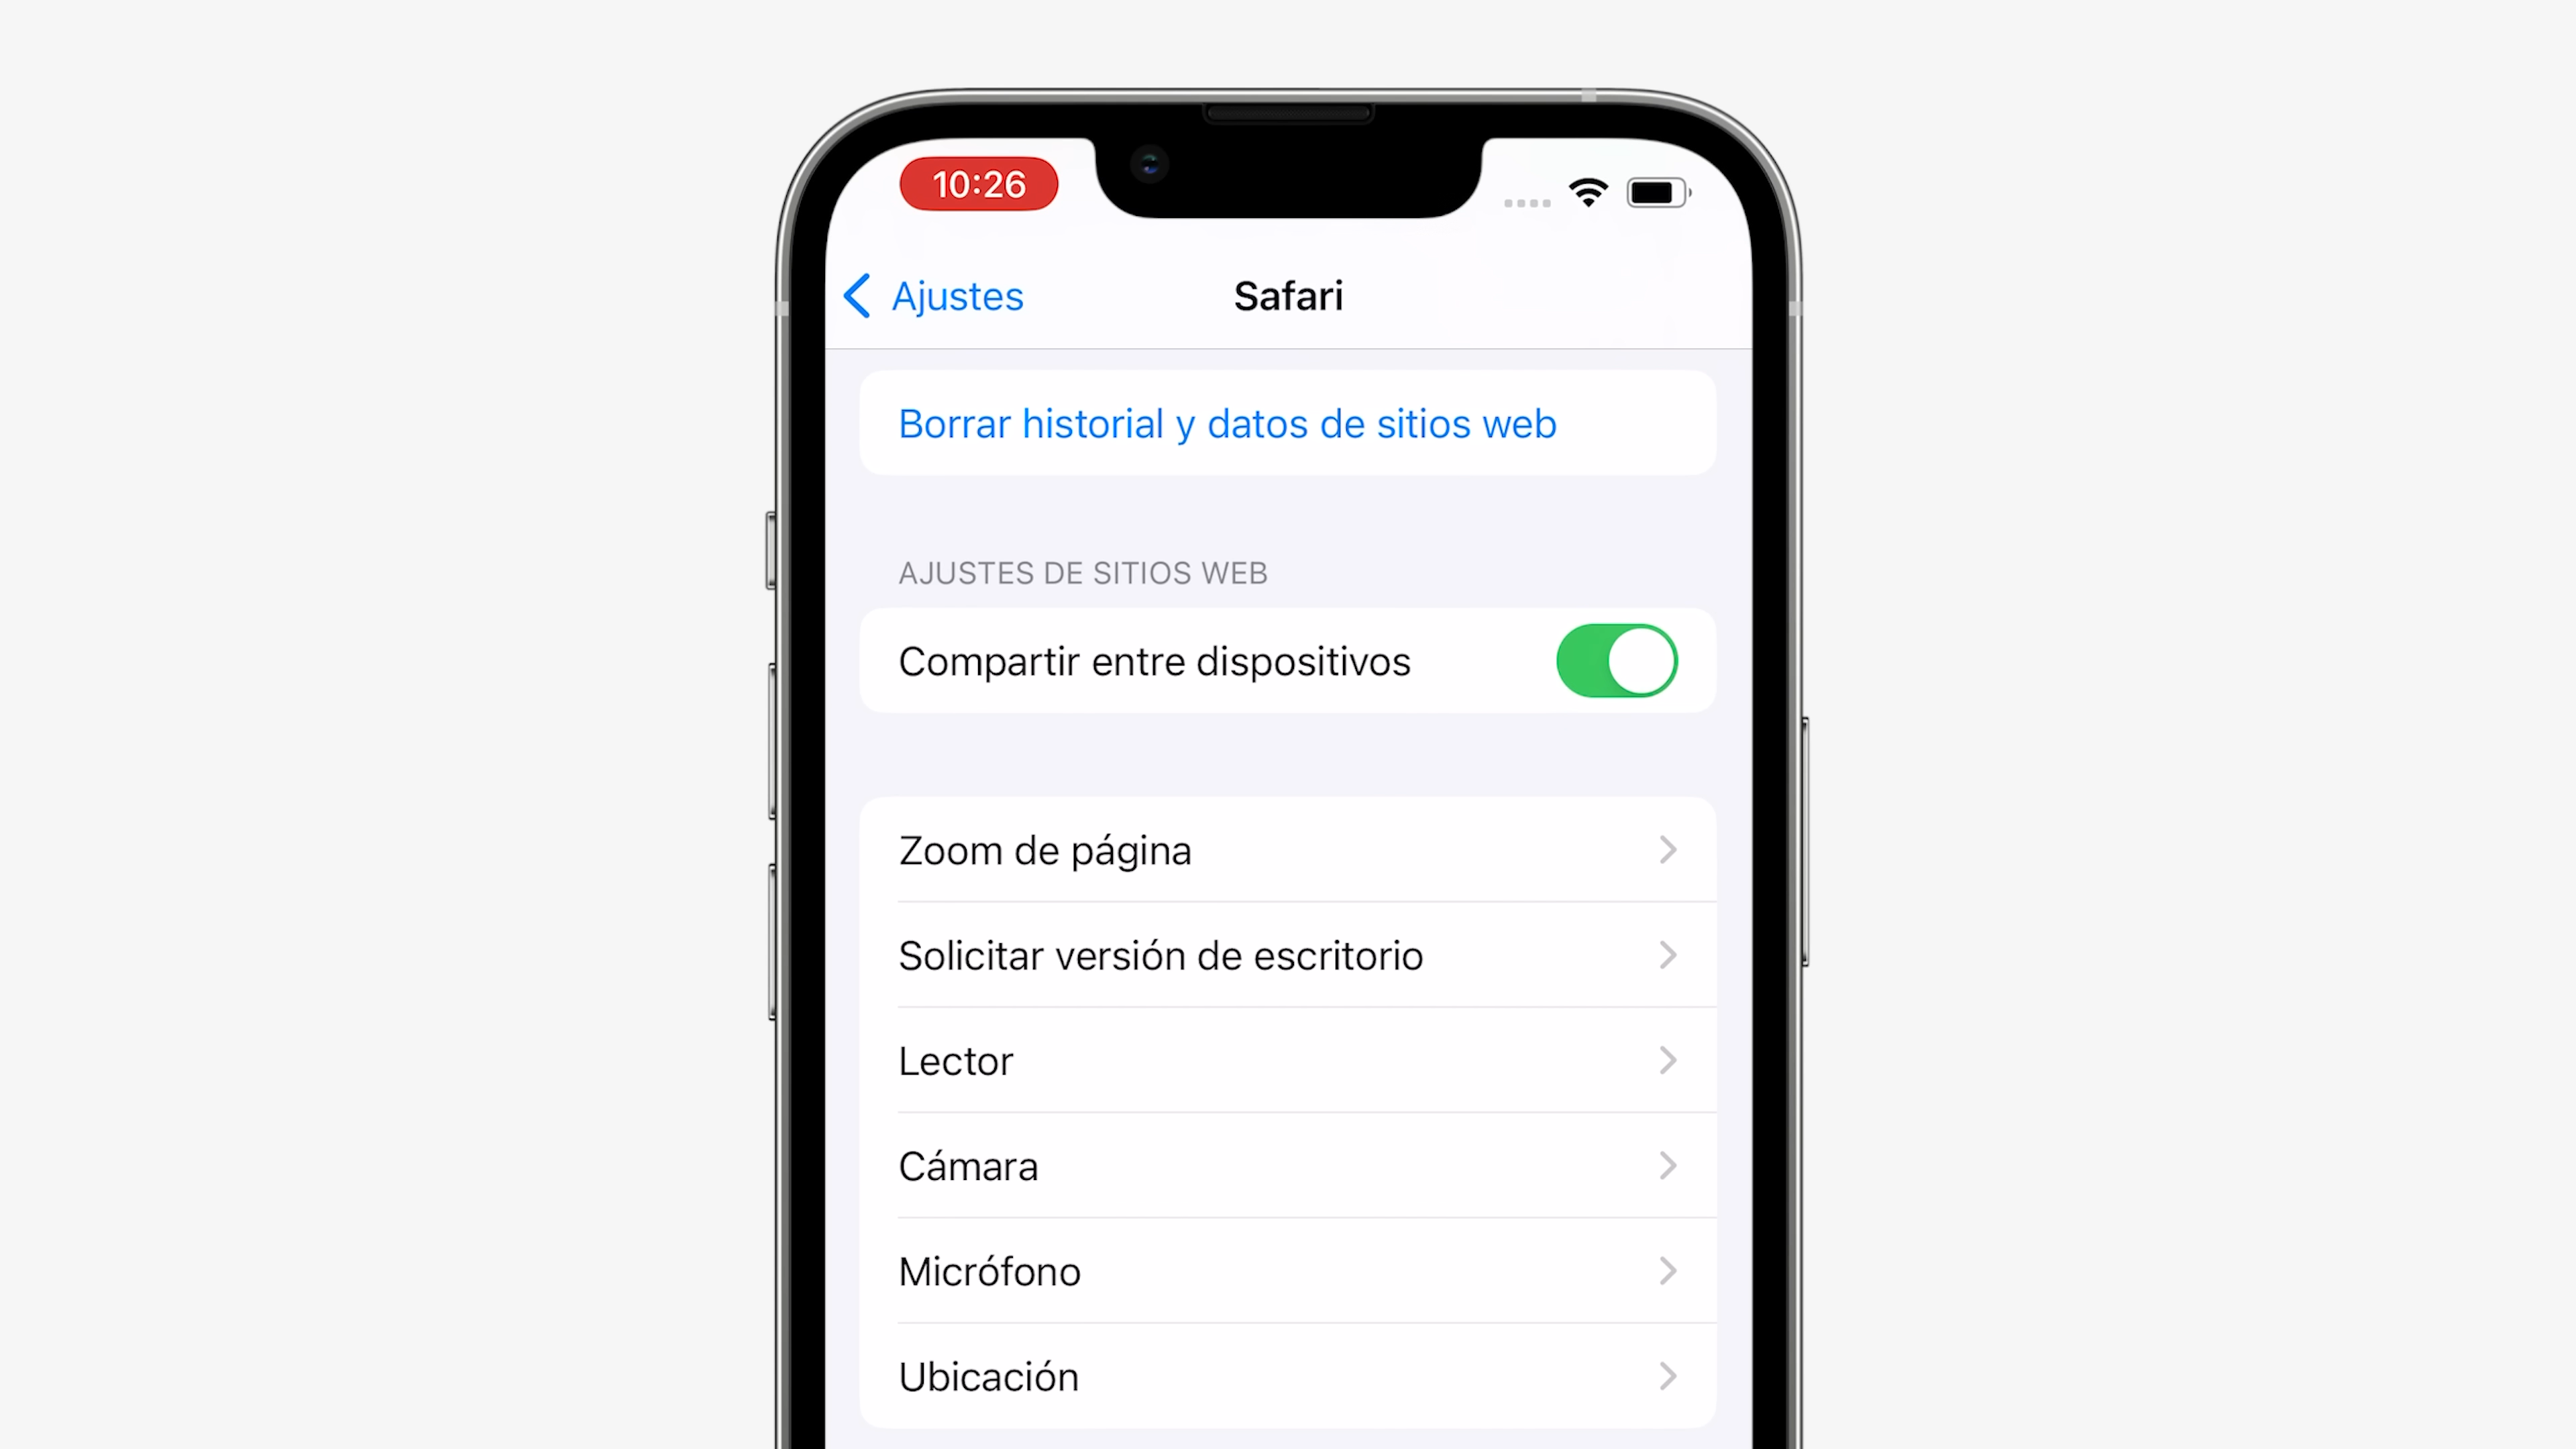 10:26
Ajustes
Safari
Borrar historial y datos de sitios web
AJUSTES DE SITIOS WEB
Compartir entre dispositivos
Zoom de página
Solicitar versión de escritorio
Lector
Cámara
Micrófono
Ubicación